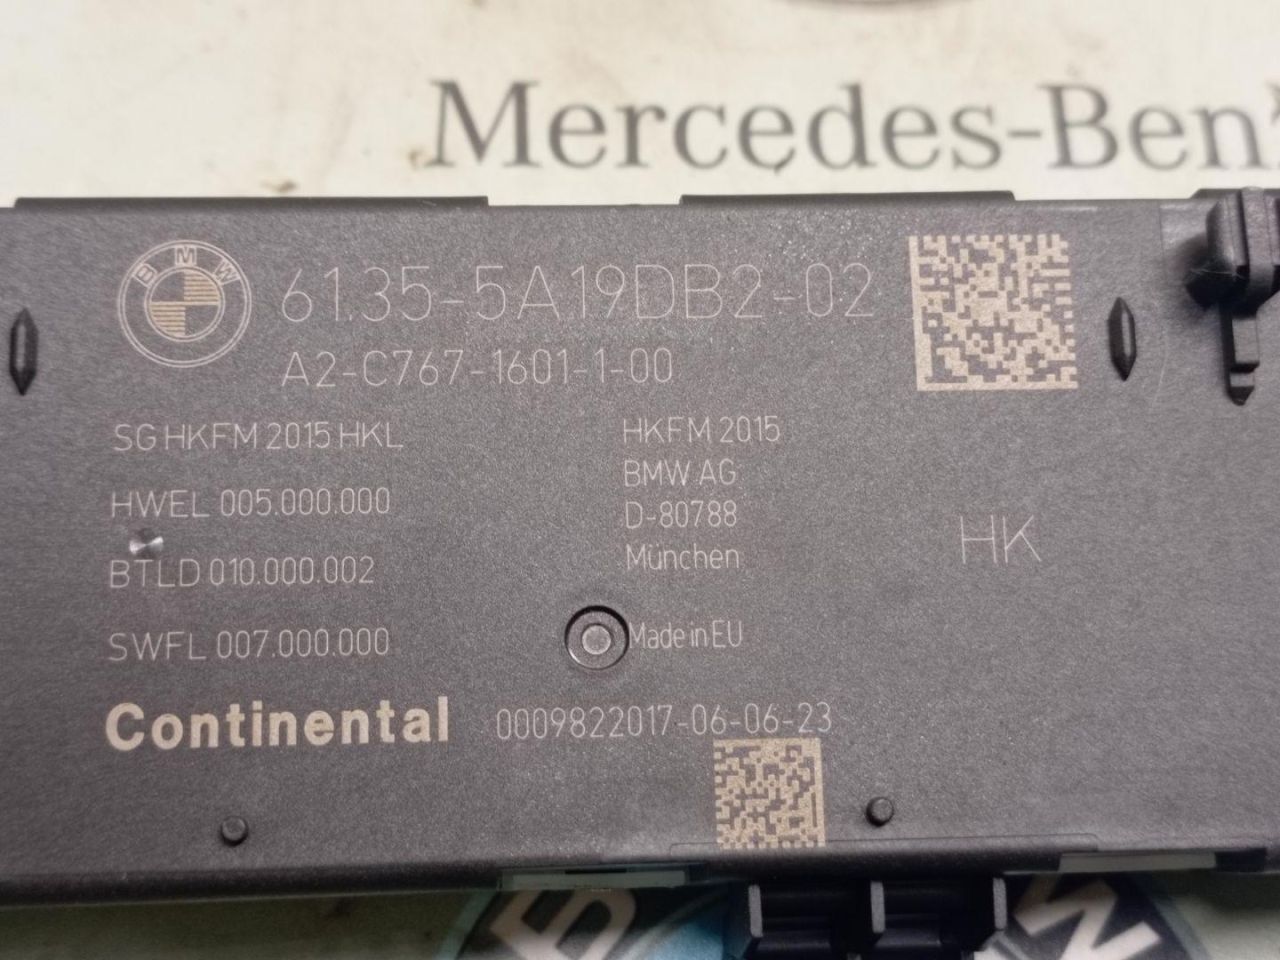 Mercedes-Ben
BMW
61.35-5A19DB2-02
A2-C767-1601-1-00
SG HKFM 2015 HKL
HKFM 2015
BMW AG
HWEL 005.000.000
D-80788
HK
München
BTLD 010.000.002
Made in EU
SWFL 007.000.000
Continental
0009822017-06-06-23